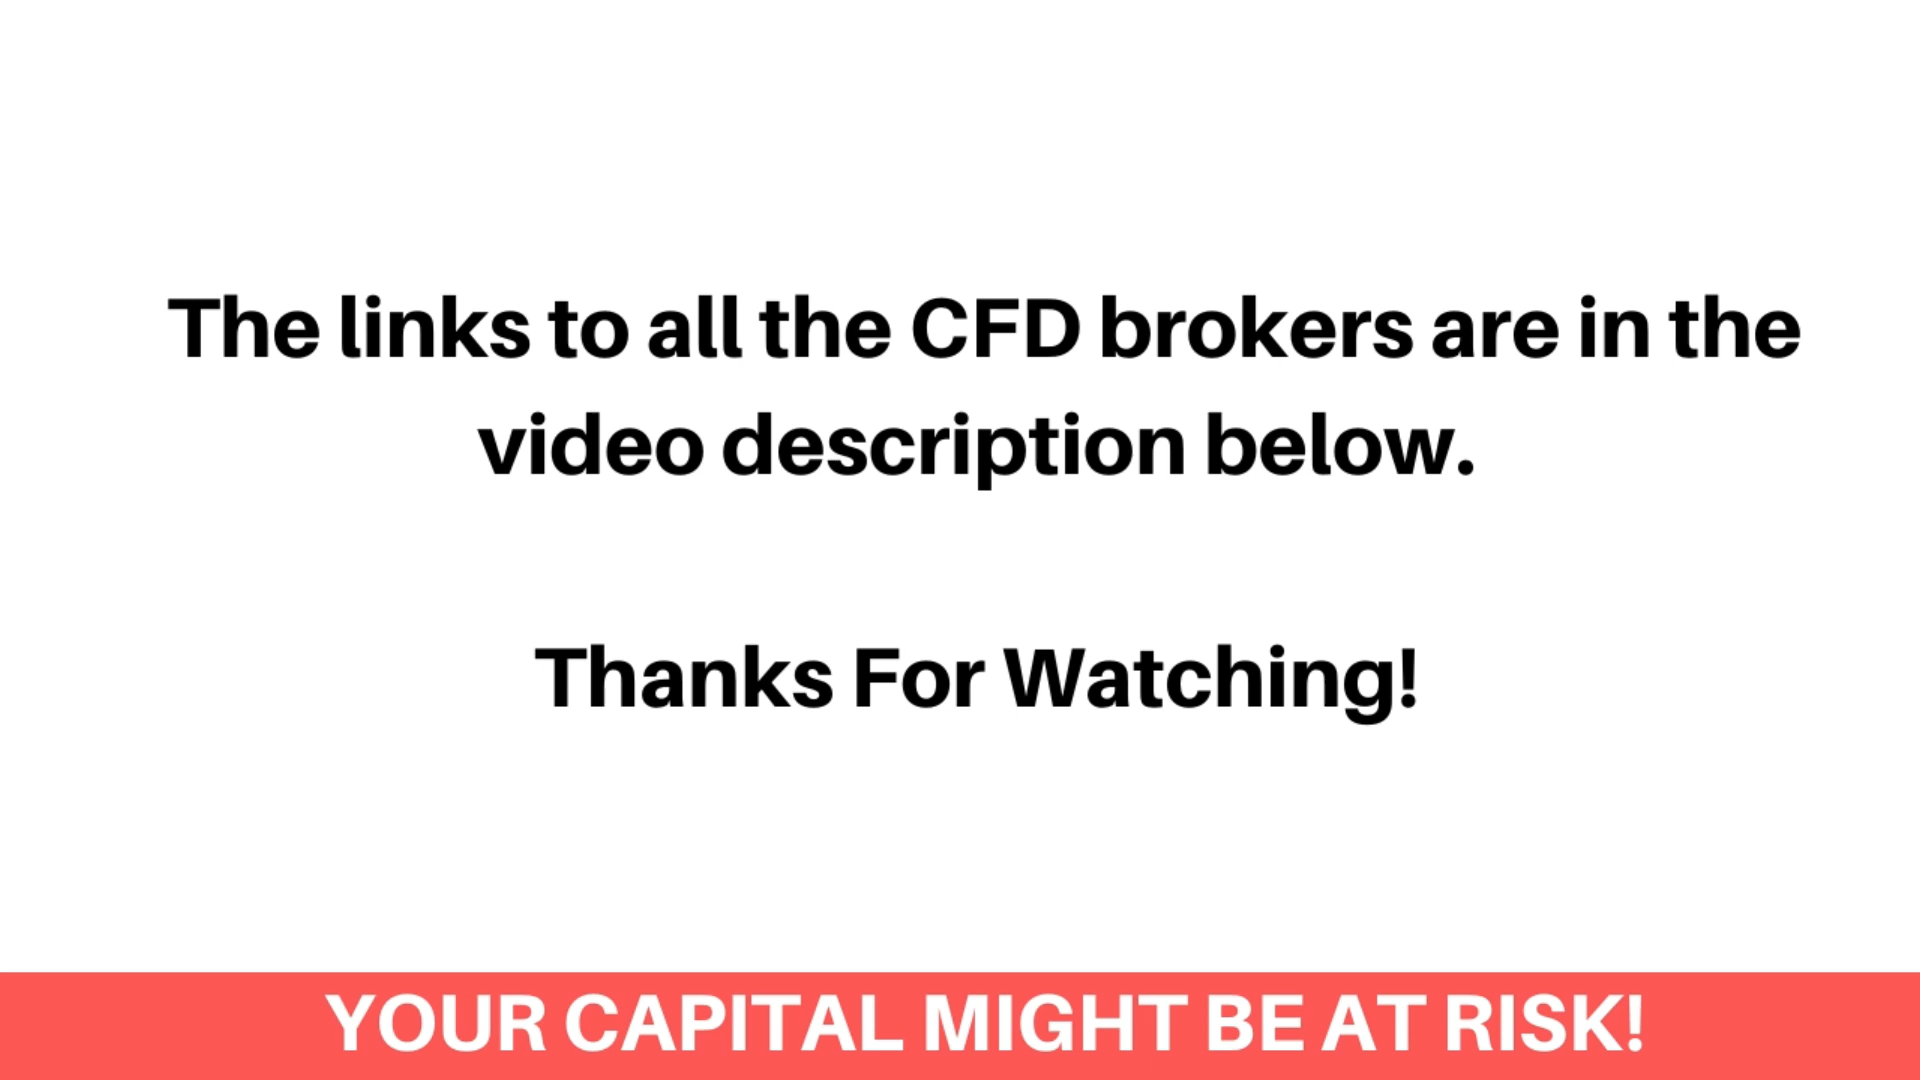 The links to all the CFD brokers are in the
video description below.
Thanks For Watching!
YOUR CAPITAL MIGHT BE AT RISK!